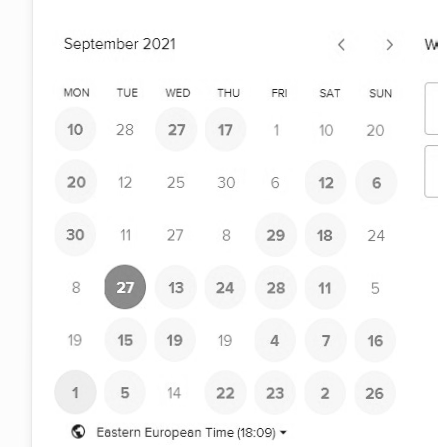 September 2021
W
MON TUE WED THU FRI SAT SUN
10 28 27 17 1 10 20
20 12 25 30 6 12 6
30 11 27 8 29 18 24
8 27 13 24 28 11 5
19 15 19 19 4 7 16
1 5 14 22 23 2 26
Eastern European Time (18:09)